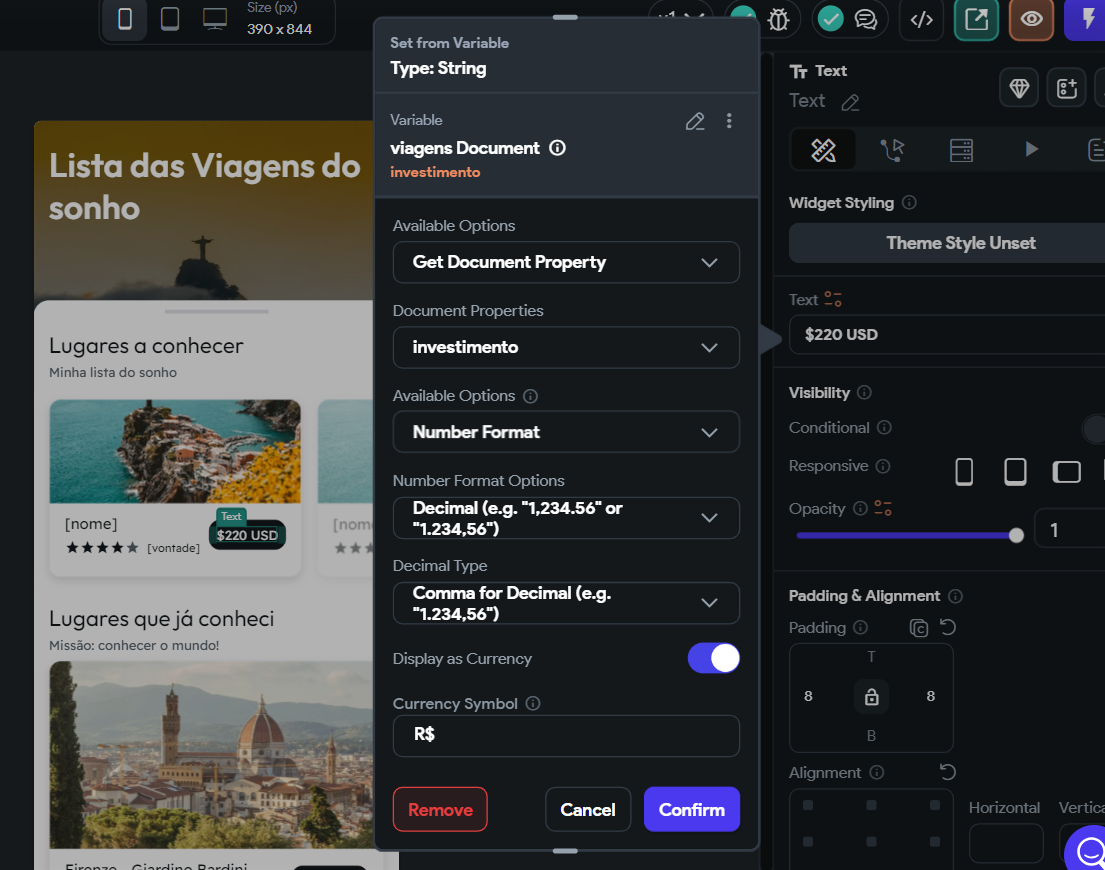 Size (px)
390 x 844
Set from Variable
Type: String
Variable
viagens Document
investimento
Available Options
Get Document Property
Document Properties
investimento
Available Options
Number Format
Number Format Options
Decimal (e.g. "1,234.56" or
"1.234,56")
Decimal Type
Comma for Decimal (e.g.
"1.234,56")
Display as Currency
Currency Symbol
R$
Remove
Cancel
Confirm
Lista das Viagens do
sonho
Lugares a conhecer
Minha lista do sonho
[nome]
Text
$220 USD
[vontade]
[nome
Lugares que já conheci
Missão: conhecer o mundo!
Firenze - Giardino Bardini
Tt Text
Text
Widget Styling
Theme Style Unset
Text
$220 USD
Visibility
Conditional
Responsive
Opacity
1
Padding & Alignment
Padding
T
8
8
B
Alignment
Horizontal